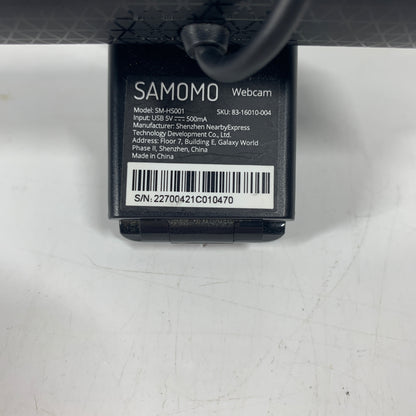 SAMOMO Webcam
Model: SM-HS001 SKU: 83-16010-004
Input: USB 5V ⎓ 500mA
Manufacturer: Shenzhen NearbyExpress
Technology Development Co., Ltd.
Address: Floor 7, Building E, Galaxy World
Phase II, Shenzhen, China
Made in China
S/N: 22700421C010470